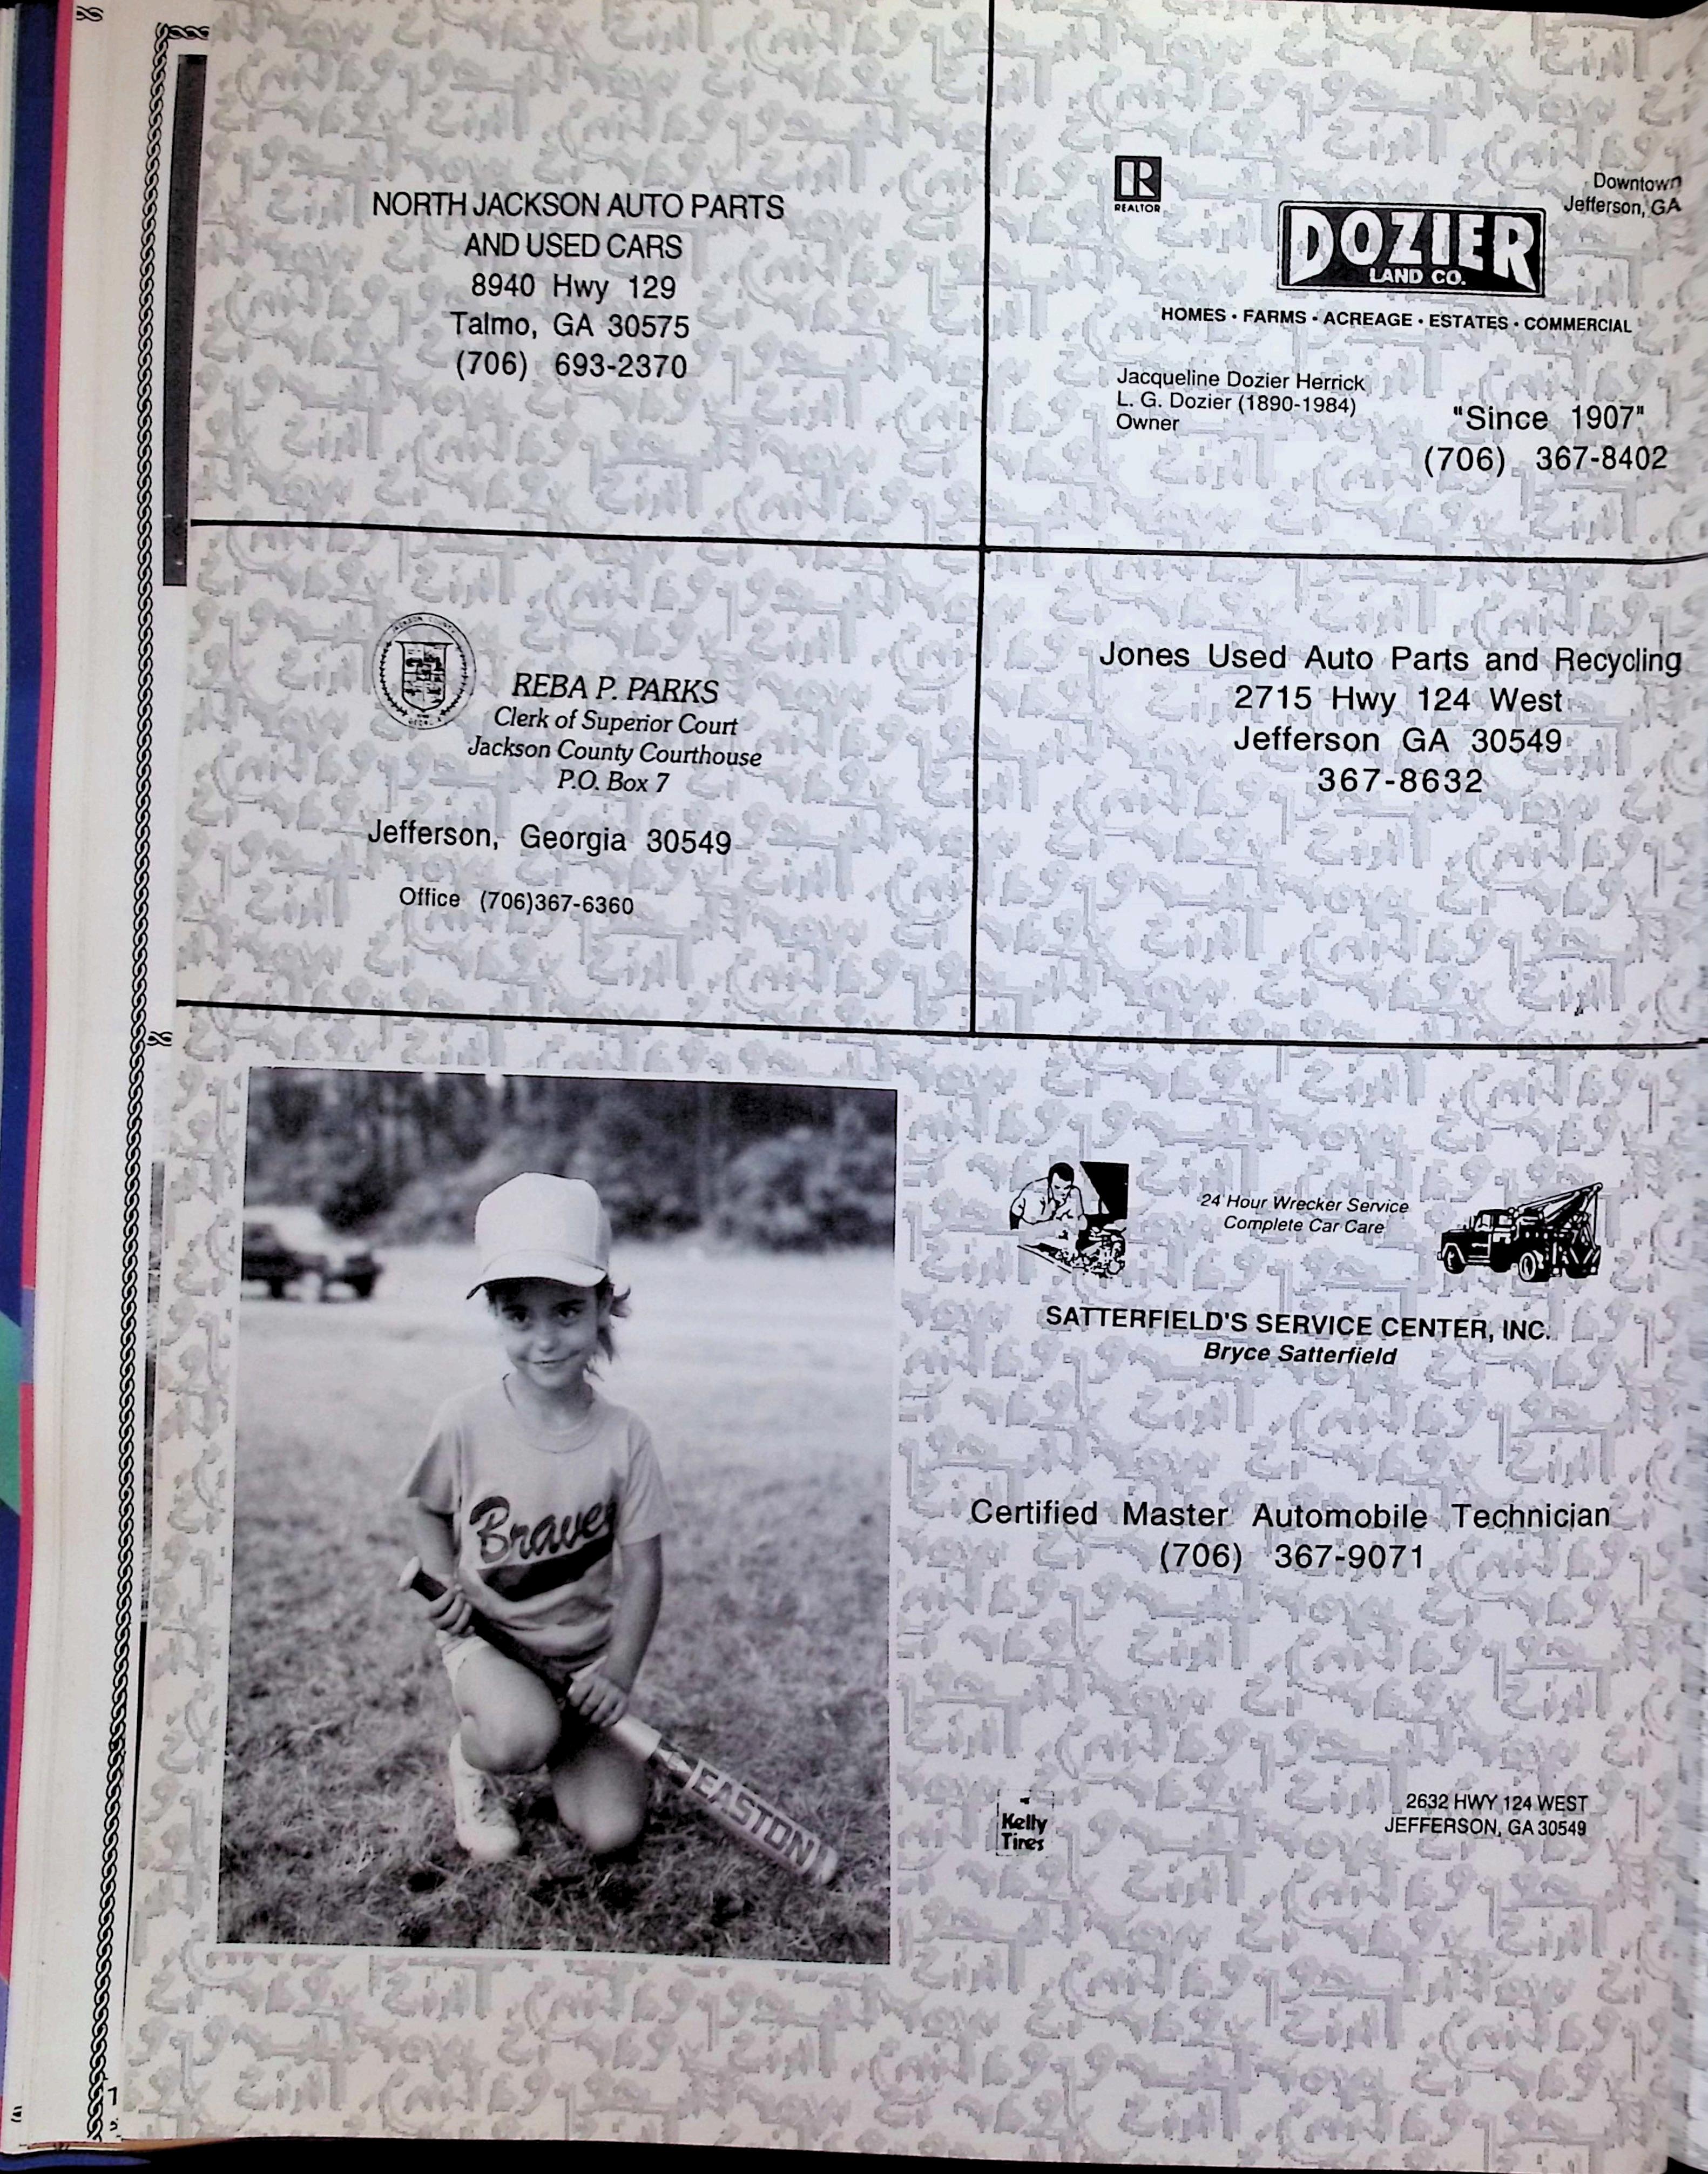 NORTH JACKSON AUTO PARTS
AND USED CARS
8940 Hwy 129
Talmo, GA 30575
(706) 693-2370
R
REALTOR
Downtown
Jefferson, GA
DOZIER
LAND CO.
HOMES • FARMS • ACREAGE • ESTATES • COMMERCIAL
Jacqueline Dozier Herrick
L. G. Dozier (1890-1984)
Owner
"Since 1907"
(706) 367-8402
JACKSON COUNTY
REBA P. PARKS
Clerk of Superior Court
Jackson County Courthouse
P.O. Box 7
Jefferson, Georgia 30549
Office (706)367-6360
Jones Used Auto Parts and Recycling
2715 Hwy 124 West
Jefferson GA 30549
367-8632
Braves
EASTON
24 Hour Wrecker Service
Complete Car Care
SATTERFIELD'S SERVICE CENTER, INC.
Bryce Satterfield
Certified Master Automobile Technician
(706) 367-9071
Kelly
Tires
2632 HWY 124 WEST
JEFFERSON, GA 30549